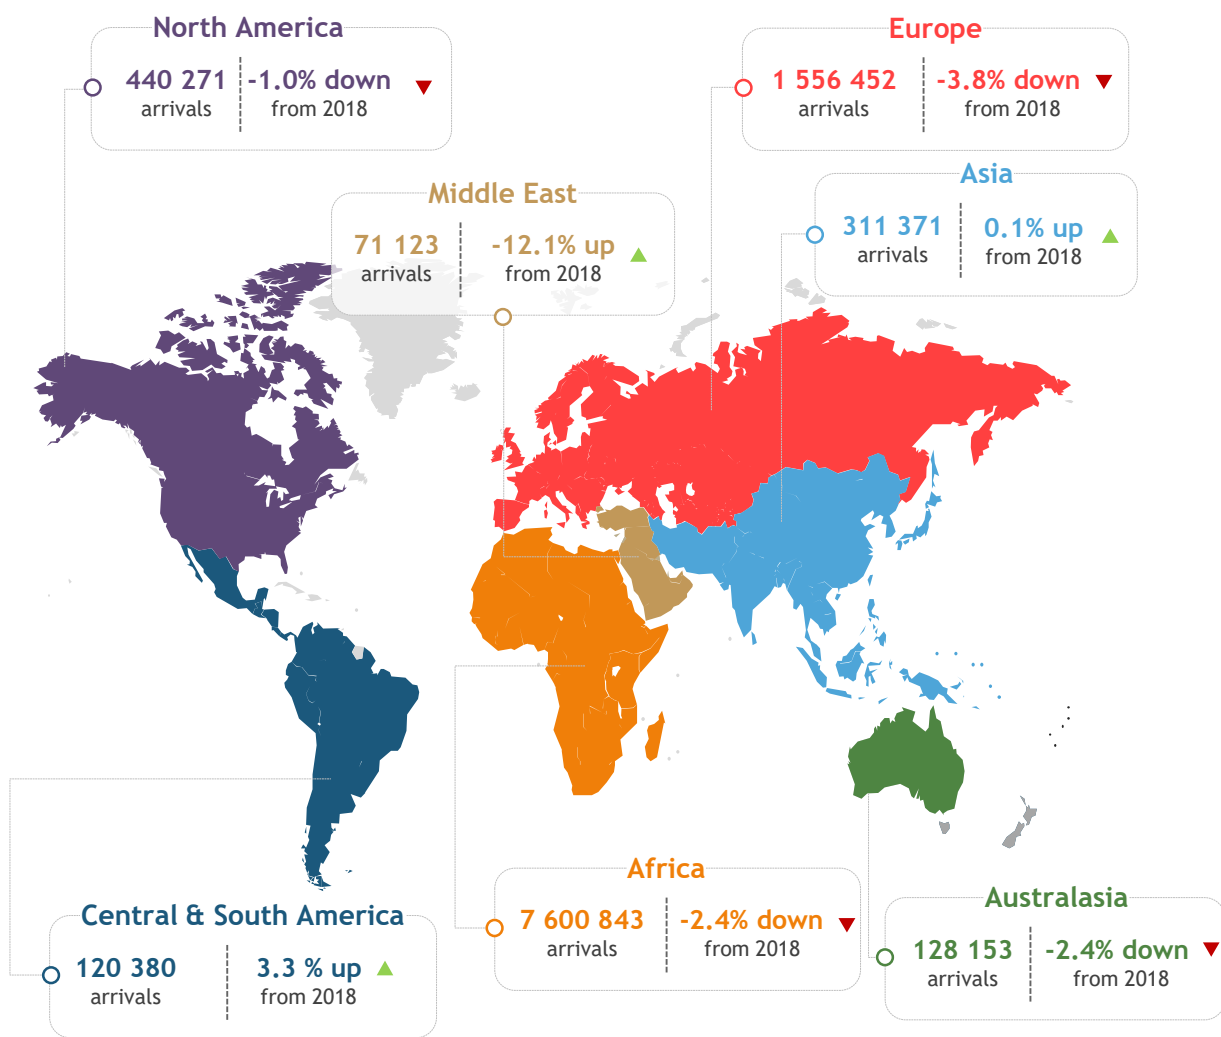 North America
440 271
arrivals
-1.0% down
from 2018
Europe
1 556 452
arrivals
-3.8% down
from 2018
Middle East
71 123
arrivals
-12.1% up
from 2018
Asia
311 371
arrivals
0.1% up
from 2018
Africa
7 600 843
arrivals
-2.4% down
from 2018
Central & South America
120 380
arrivals
3.3 % up
from 2018
Australasia
128 153
arrivals
-2.4% down
from 2018